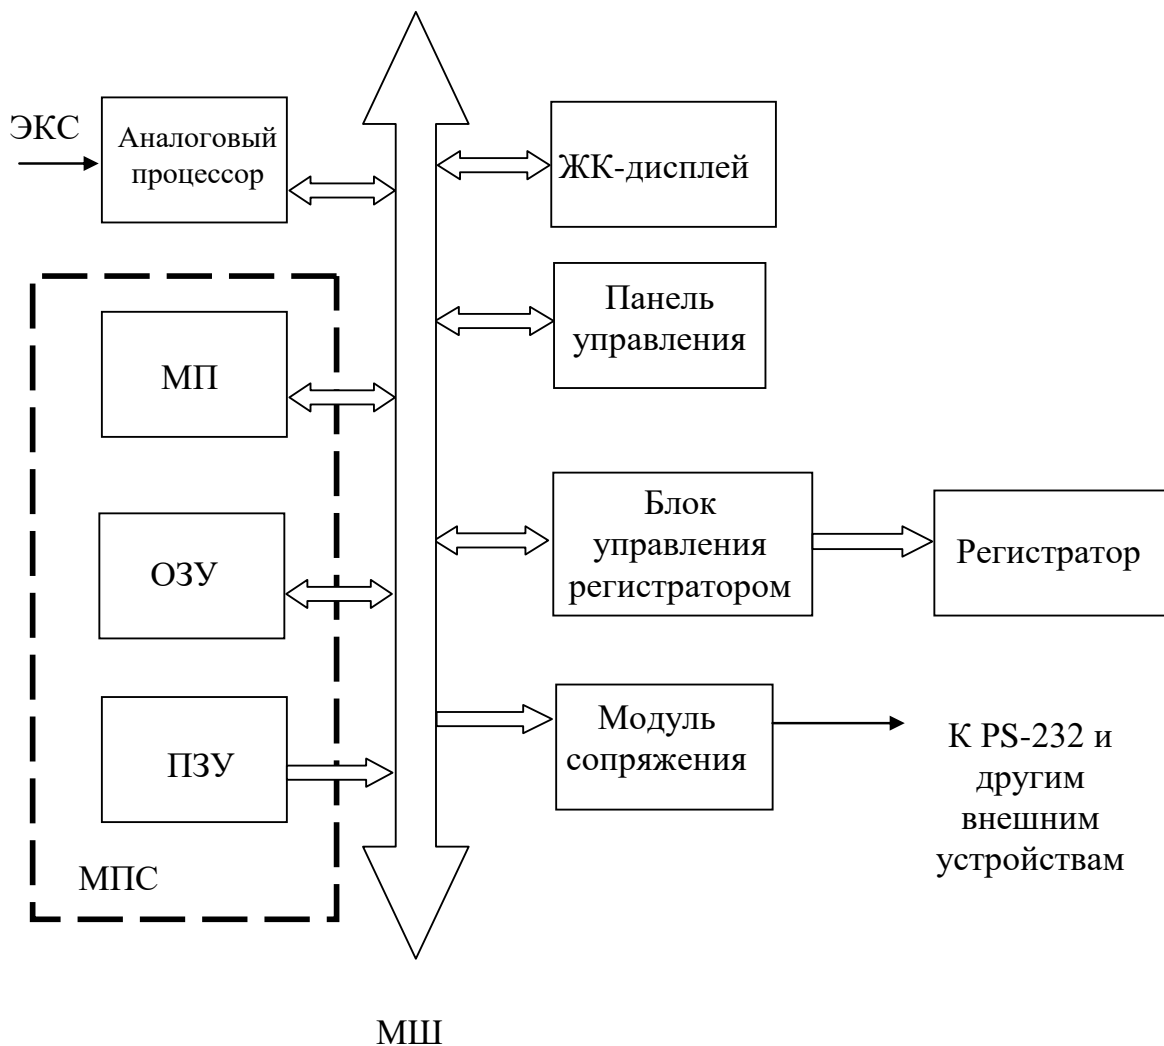 ЭКС
Аналоговый
процессор
ЖК-дисплей
Панель
управления
МП
Блок
управления
регистратором
Регистратор
ОЗУ
ПЗУ
Модуль
сопряжения
К PS-232 и
другим
внешним
устройствам
МПС
МШ